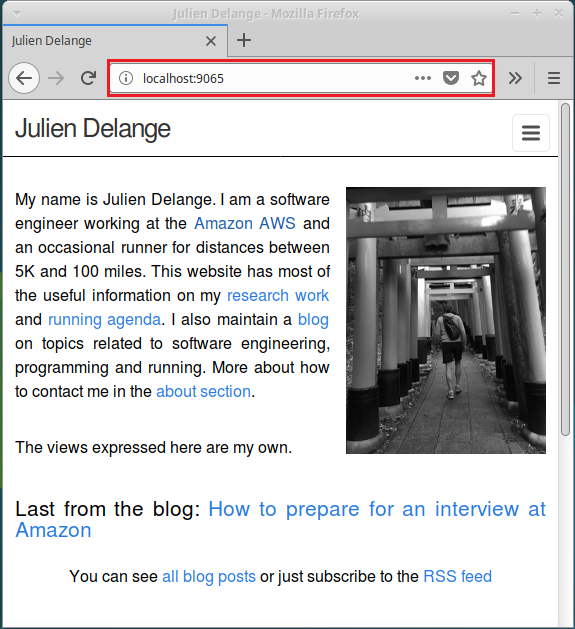 Julien Delange - Mozilla Firefox
Julien Delange
localhost:9065
Julien Delange
My name is Julien Delange. I am a software
engineer working at the Amazon AWS and
an occasional runner for distances between
5K and 100 miles. This website has most of
the useful information on my research work
and running agenda. I also maintain a blog
on topics related to software engineering,
programming and running. More about how
to contact me in the about section.
The views expressed here are my own.
Last from the blog: How to prepare for an interview at
Amazon
You can see all blog posts or just subscribe to the RSS feed